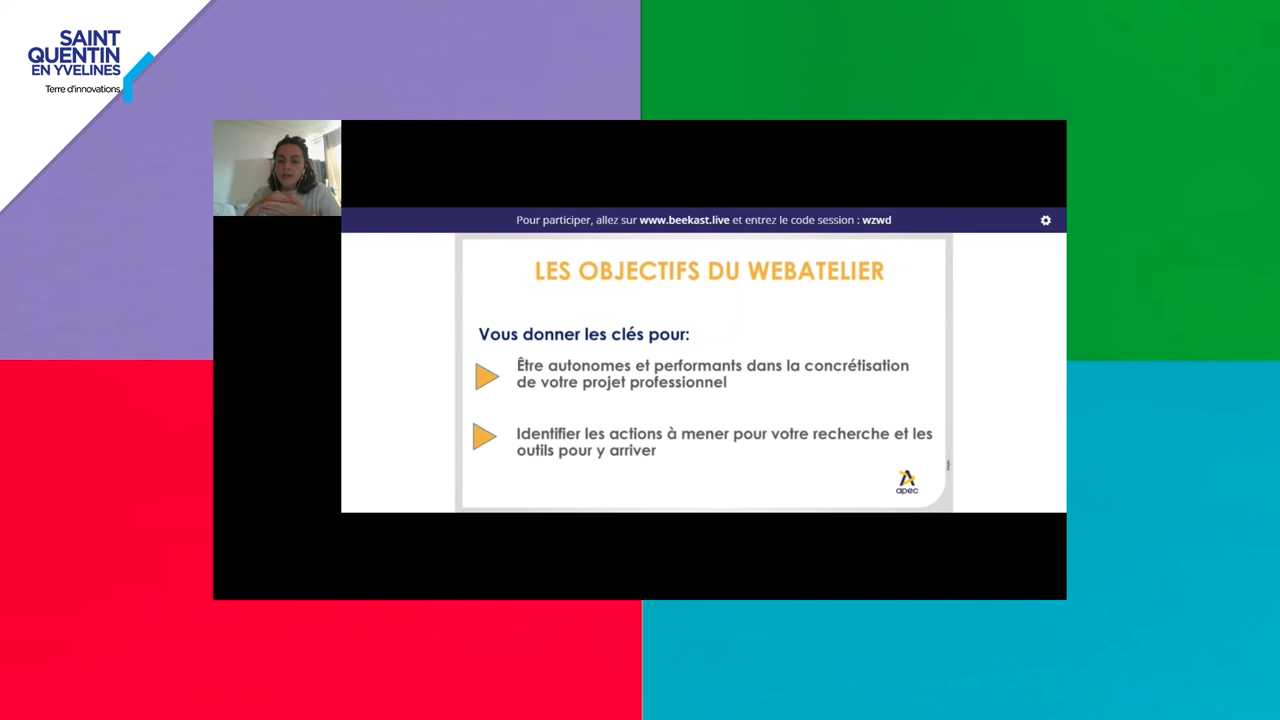 SAINT
QUENTIN
EN YVELINES
Terre d'innovations
Pour participer, allez sur www.beekast.live et entrez le code session : wzwd
LES OBJECTIFS DU WEBATELIER
Vous donner les clés pour:
Être autonomes et performants dans la concrétisation
de votre projet professionnel
Identifier les actions à mener pour votre recherche et les
outils pour y arriver
apec